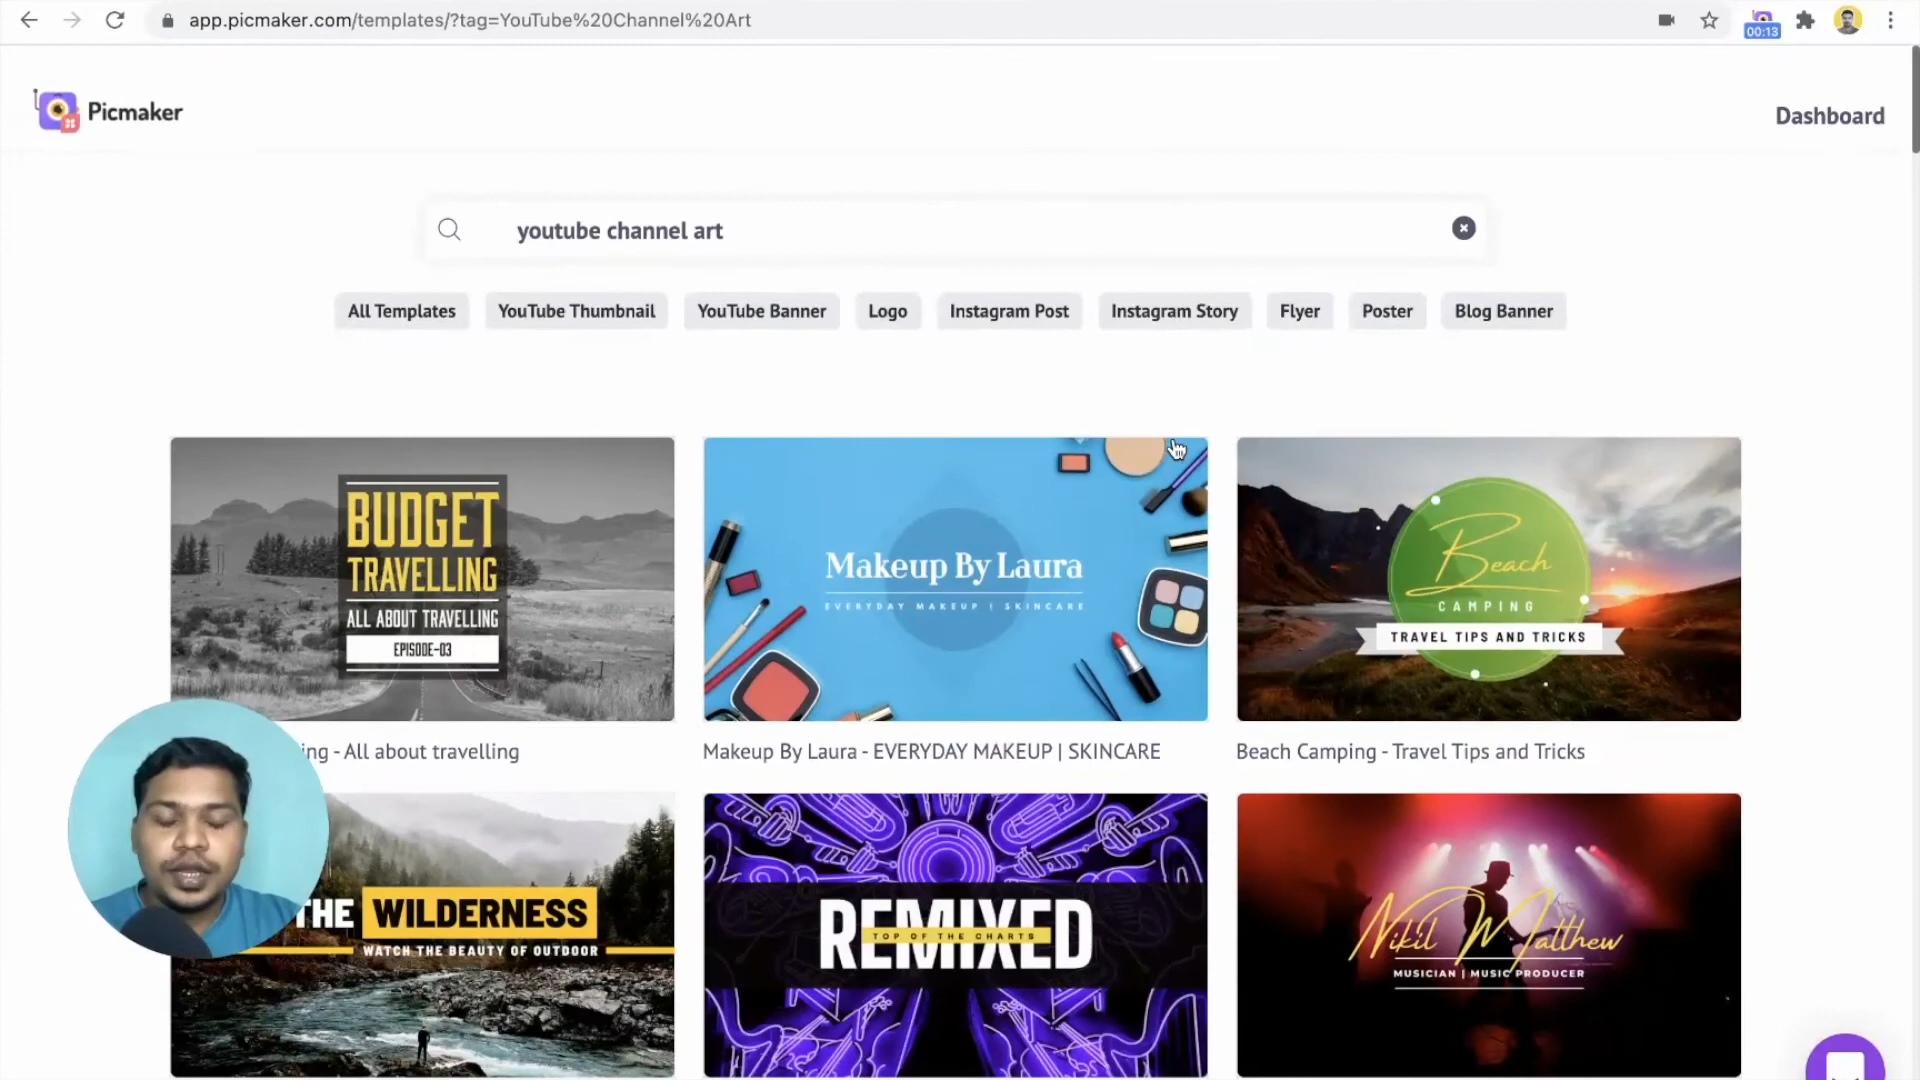 app.picmaker.com/templates/?tag=YouTube%20Channel%20Art
00:13
Picmaker
Dashboard
youtube channel art
All Templates
YouTube Thumbnail
YouTube Banner
Logo
Instagram Post
Instagram Story
Flyer
Poster
Blog Banner
BUDGET
TRAVELLING
ALL ABOUT TRAVELLING
EPISODE-03
Makeup By Laura
EVERYDAY MAKEUP | SKINCARE
Beach
CAMPING
TRAVEL TIPS AND TRICKS
ing - All about travelling
Makeup By Laura - EVERYDAY MAKEUP | SKINCARE
Beach Camping - Travel Tips and Tricks
THE WILDERNESS
WATCH THE BEAUTY OF OUTDOOR
REMIXED
TOP OF THE CHARTS
Nikil Matthew
MUSICIAN | MUSIC PRODUCER